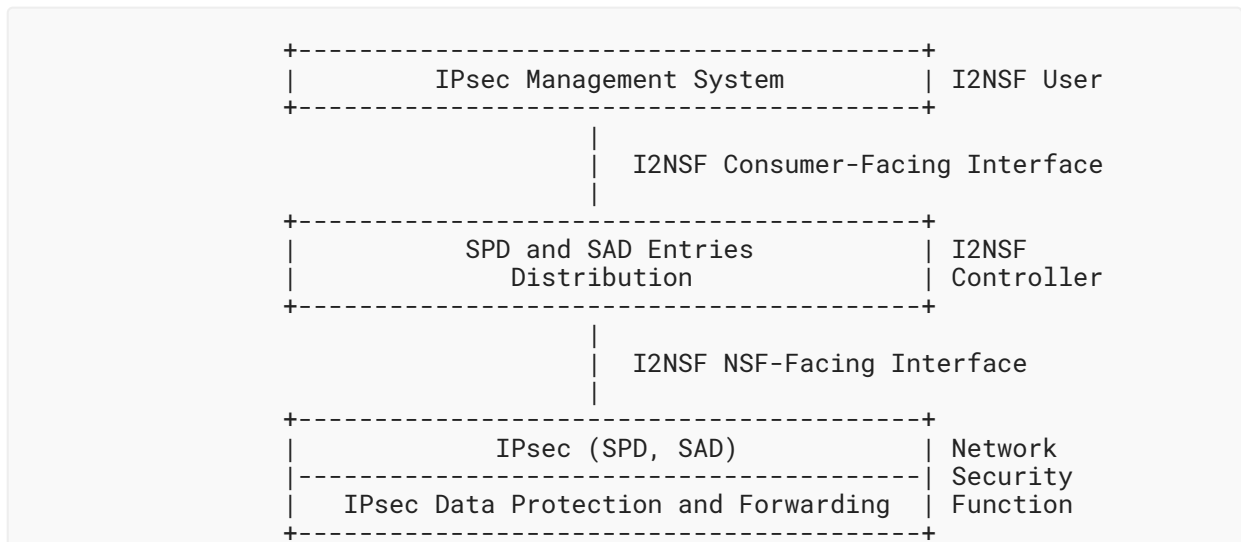 +-----------------------------------------+
| IPsec Management System | I2NSF User
+-----------------------------------------+
|
| I2NSF Consumer-Facing Interface
|
+-----------------------------------------+
| SPD and SAD Entries | I2NSF
| Distribution | Controller
+-----------------------------------------+
|
| I2NSF NSF-Facing Interface
|
+-----------------------------------------+
| IPsec (SPD, SAD) | Network
|-----------------------------------------| Security
| IPsec Data Protection and Forwarding | Function
+-----------------------------------------+